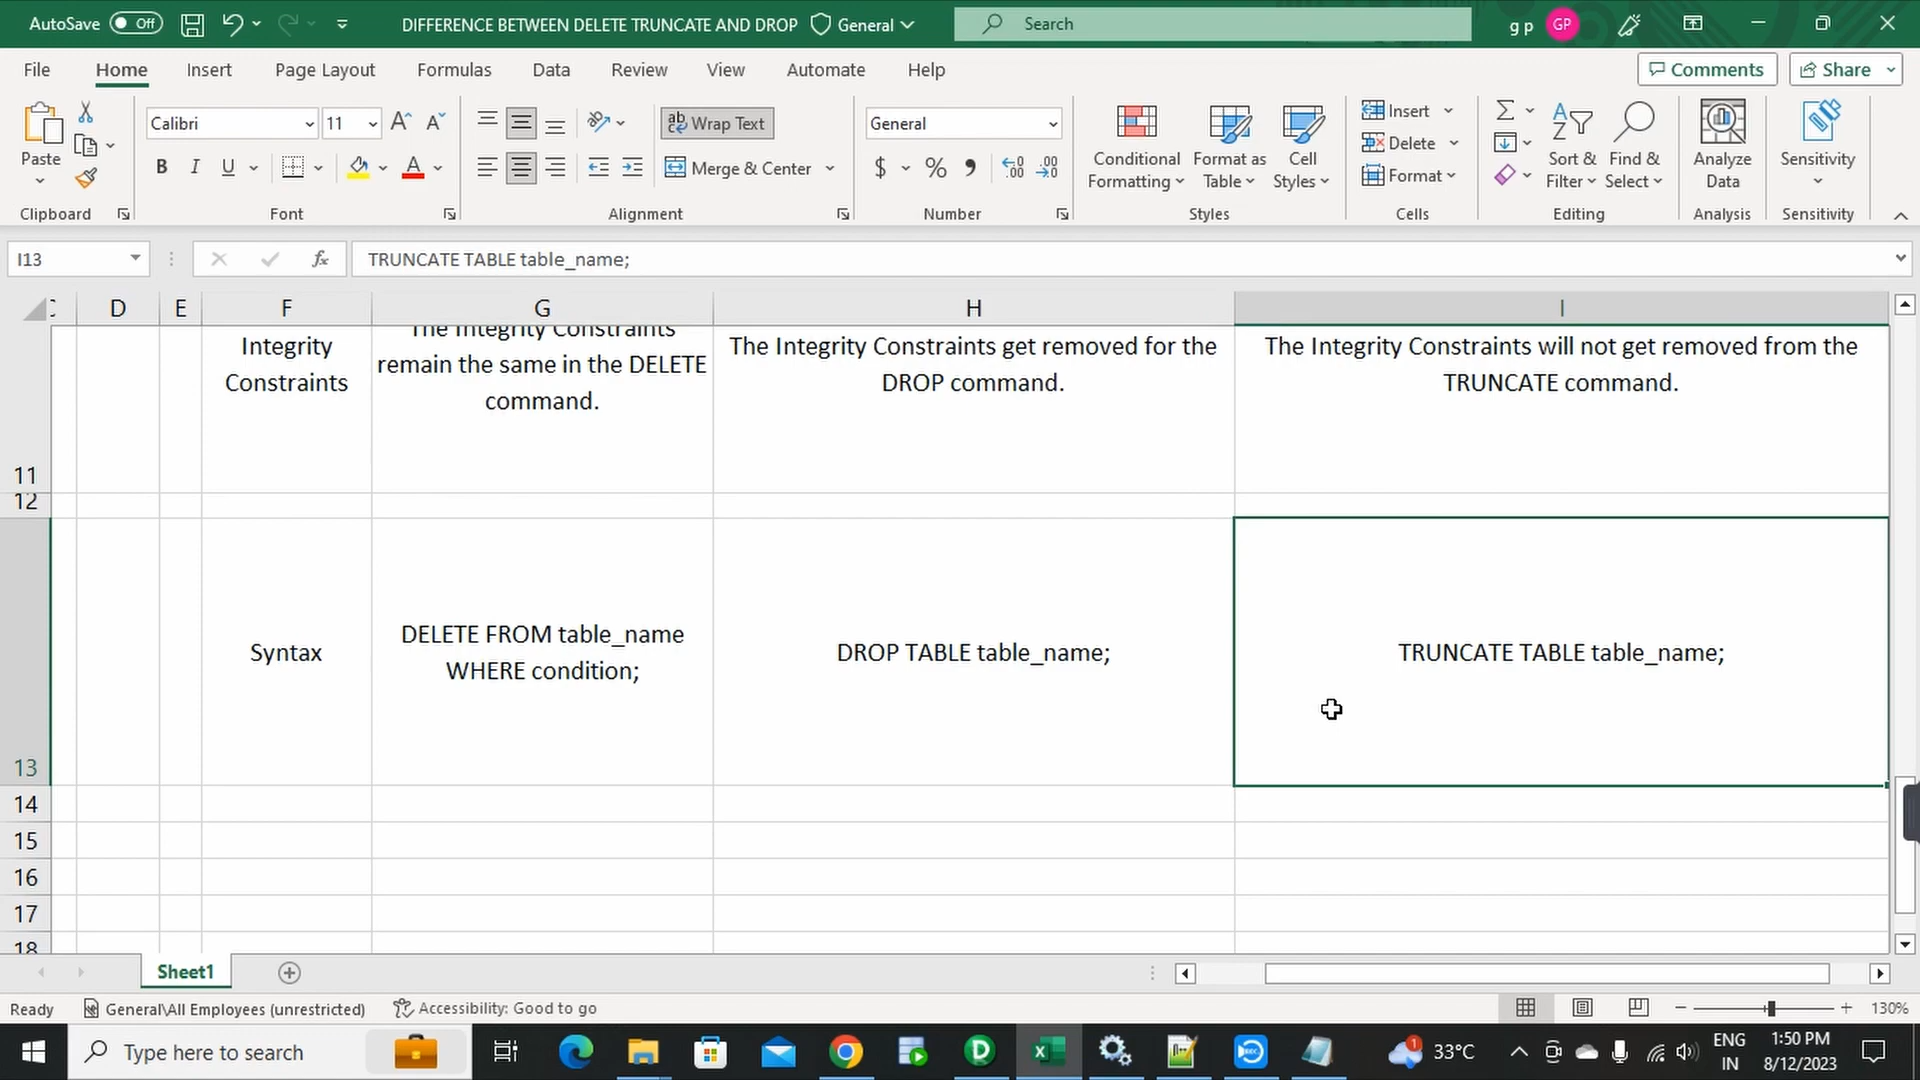 AutoSave Off
DIFFERENCE BETWEEN DELETE TRUNCATE AND DROP
General
Search
g p
GP
File Home Insert Page Layout Formulas Data Review View Automate Help
Comments
Share
Paste
Clipboard
Calibri 11
B I U
Font
Wrap Text
Merge & Center
Alignment
General
$ % ,
Number
Conditional
Formatting
Format as
Table
Cell
Styles
Styles
Insert
Delete
Format
Cells
Sort &
Filter
Find &
Select
Editing
Analyze
Data
Analysis
Sensitivity
Sensitivity
I13
fx
TRUNCATE TABLE table_name;
D E F G H I
11
Integrity
Constraints
The Integrity Constraints
remain the same in the DELETE
command.
The Integrity Constraints get removed for the
DROP command.
The Integrity Constraints will not get removed from the
TRUNCATE command.
12
13
Syntax
DELETE FROM table_name
WHERE condition;
DROP TABLE table_name;
TRUNCATE TABLE table_name;
14
15
16
17
18
Sheet1
Ready
General\All Employees (unrestricted)
Accessibility: Good to go
130%
Type here to search
33°C
ENG
IN
1:50 PM
8/12/2023